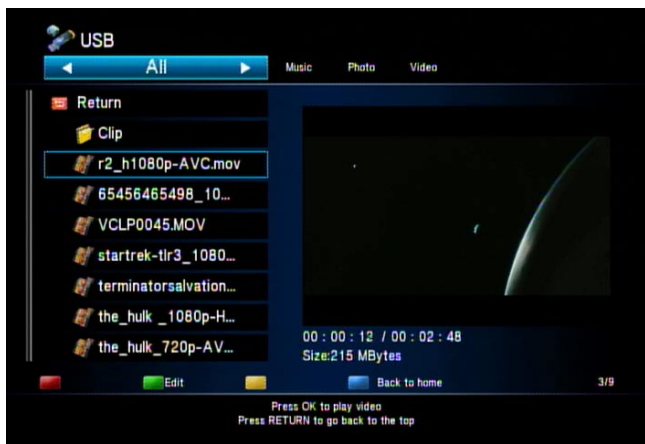 USB
All
Music Photo Video
Return
Clip
r2_h1080p-AVC.mov
65456465498_10...
VCLP0045.MOV
startrek-tlr3_1080...
terminatorsalvation...
the_hulk _1080p-H...
the_hulk_720p-AV...
00 : 00 : 12 / 00 : 02 : 48
Size:215 MBytes
Edit Back to home 3/9
Press OK to play video
Press RETURN to go back to the top